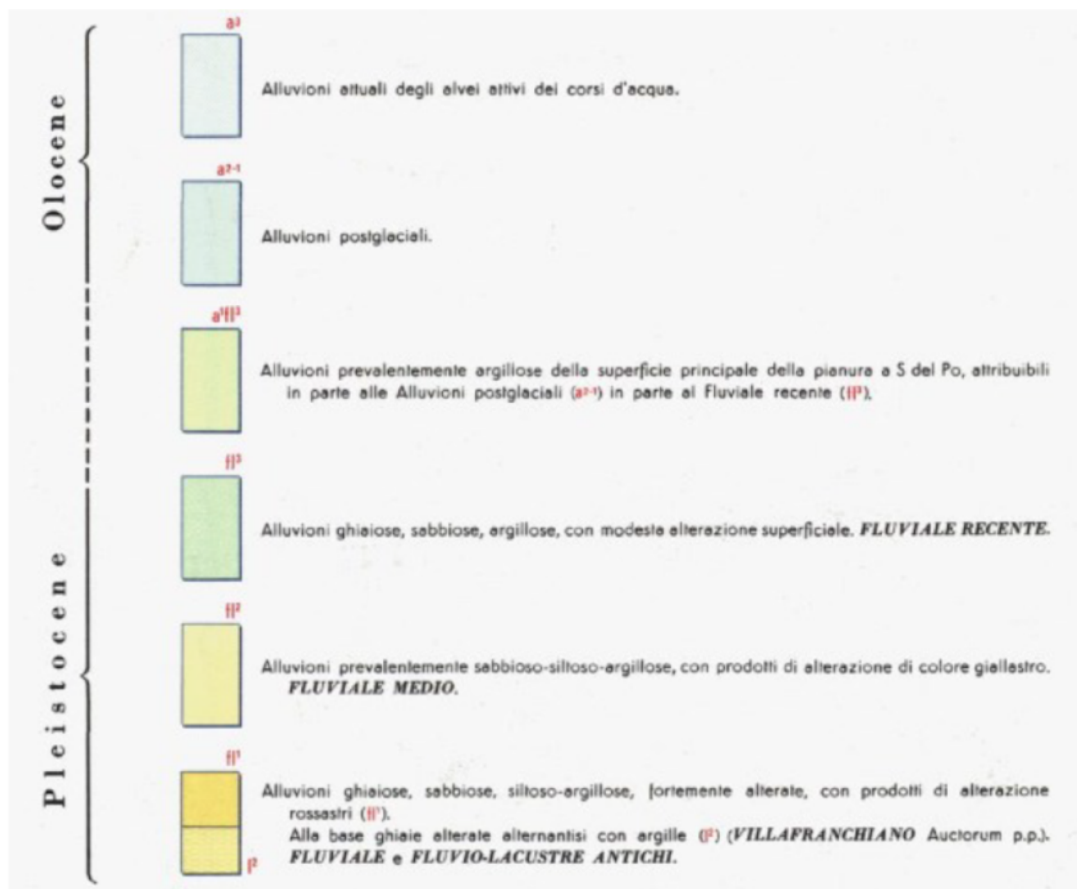 Olocene
Pleistocene
a³
Alluvioni attuali degli alvei attivi dei corsi d'acqua.
a²⁻¹
Alluvioni postglaciali.
a¹fl³
Alluvioni prevalentemente argillose della superficie principale della pianura a S del Po, attribuibili
in parte alle Alluvioni postglaciali (a²⁻¹) in parte al Fluviale recente (fl³).
fl³
Alluvioni ghiaiose, sabbiose, argillose, con modesta alterazione superficiale. FLUVIALE RECENTE.
fl²
Alluvioni prevalentemente sabbioso-siltoso-argillose, con prodotti di alterazione di colore giallastro.
FLUVIALE MEDIO.
fl¹
Alluvioni ghiaiose, sabbiose, siltoso-argillose, fortemente alterate, con prodotti di alterazione
rossastri (fl¹).
Alla base ghiaie alterate alternantisi con argille (l²) (VILLAFRANCHIANO Auctorum p.p.).
FLUVIALE e FLUVIO-LACUSTRE ANTICHI.
l²